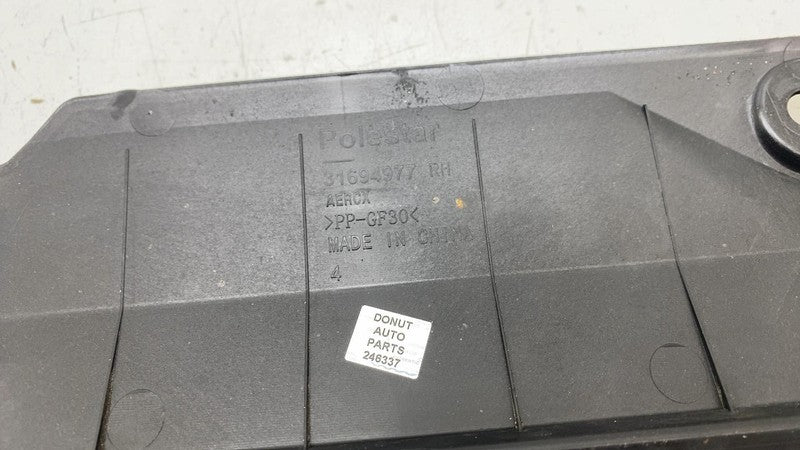 PoleStar
31694977 RH
AERCX
>PP-GF30<
MADE IN CHINA
4
DONUT
AUTO
PARTS
246337